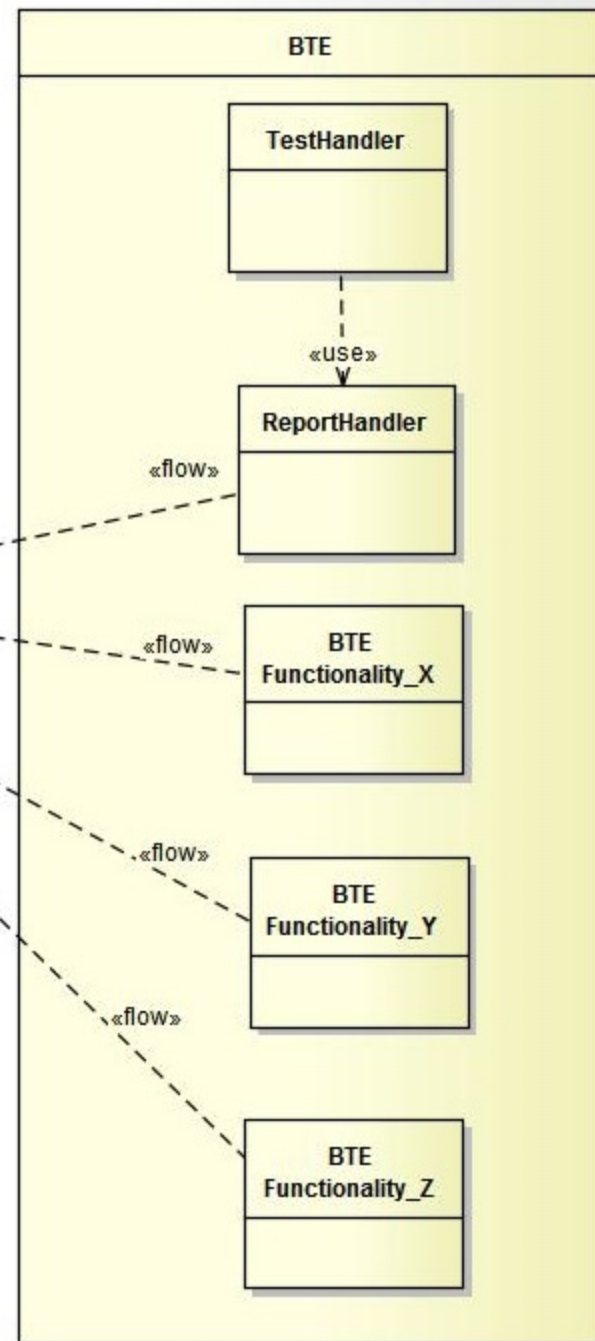 BTE
TestHandler
«use»
ReportHandler
«flow»
BTE
Functionality_X
«flow»
BTE
Functionality_Y
«flow»
BTE
Functionality_Z
«flow»